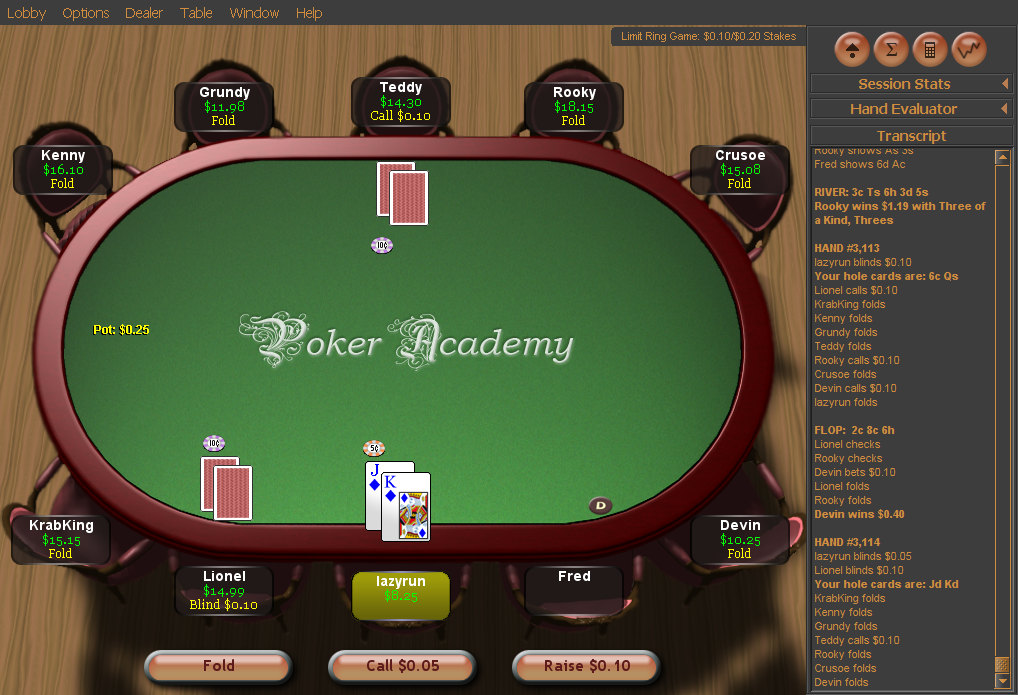 Lobby Options Dealer Table Window Help
Limit Ring Game: $0.10/$0.20 Stakes
Grundy
$11.98
Fold
Teddy
$14.30
Call $0.10
Rooky
$18.15
Fold
Kenny
$16.10
Fold
Crusoe
$15.08
Fold
10¢
Pot: $0.25
Poker Academy
10¢
5¢
J
K
D
KrabKing
$15.15
Fold
Devin
$10.25
Fold
Lionel
$14.99
Blind $0.10
lazyrun
$8.25
Fred
Fold
Call $0.05
Raise $0.10
Σ
Session Stats
Hand Evaluator
Transcript
Rooky shows As 3s
Fred shows 6d Ac
RIVER: 3c Ts 6h 3d 5s
Rooky wins $1.19 with Three of
a Kind, Threes
HAND #3,113
lazyrun blinds $0.10
Your hole cards are: 6c Qs
Lionel calls $0.10
KrabKing folds
Kenny folds
Grundy folds
Teddy folds
Rooky calls $0.10
Crusoe folds
Devin calls $0.10
lazyrun folds
FLOP: 2c 8c 6h
Lionel checks
Rooky checks
Devin bets $0.10
Lionel folds
Rooky folds
Devin wins $0.40
HAND #3,114
lazyrun blinds $0.05
Lionel blinds $0.10
Your hole cards are: Jd Kd
KrabKing folds
Kenny folds
Grundy folds
Teddy calls $0.10
Rooky folds
Crusoe folds
Devin folds